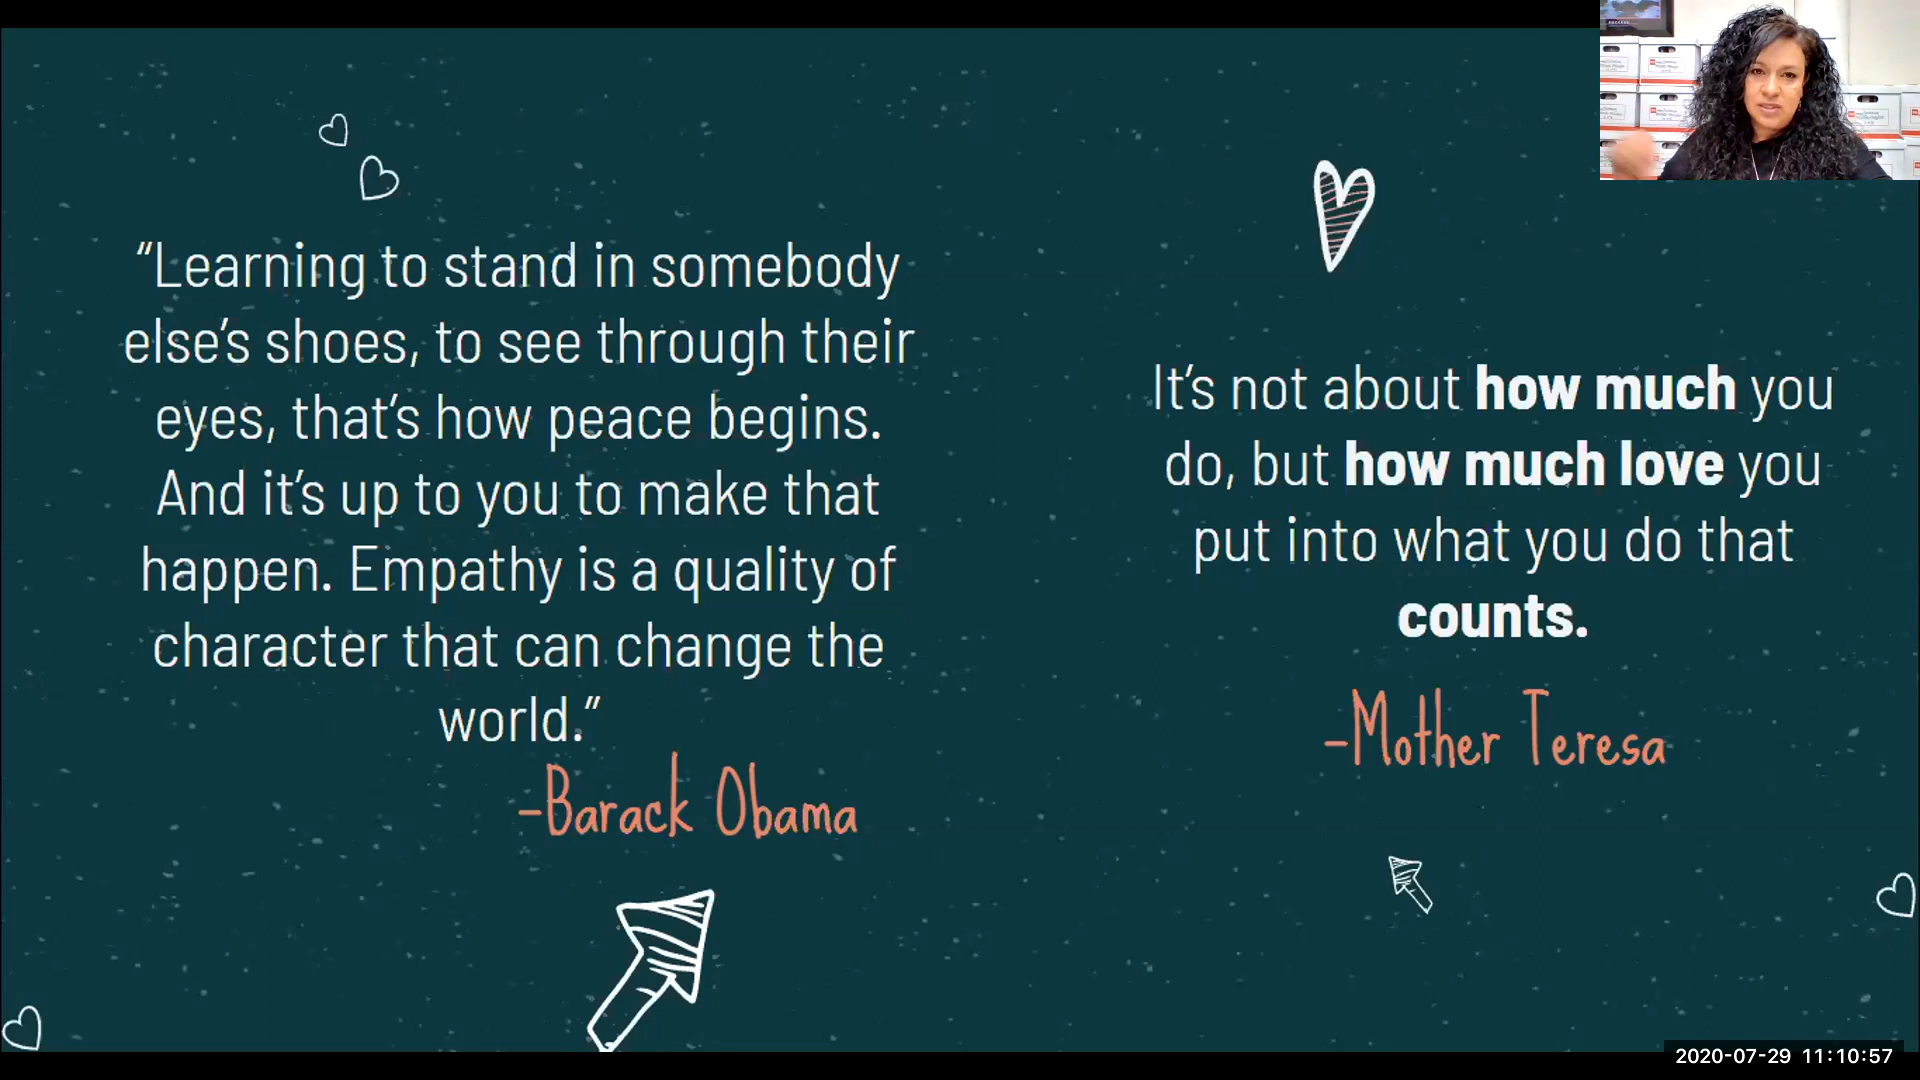 “Learning to stand in somebody
else’s shoes, to see through their
eyes, that’s how peace begins.
And it’s up to you to make that
happen. Empathy is a quality of
character that can change the
world.”
-Barack Obama
It’s not about how much you
do, but how much love you
put into what you do that
counts.
-Mother Teresa
2020-07-29 11:10:57